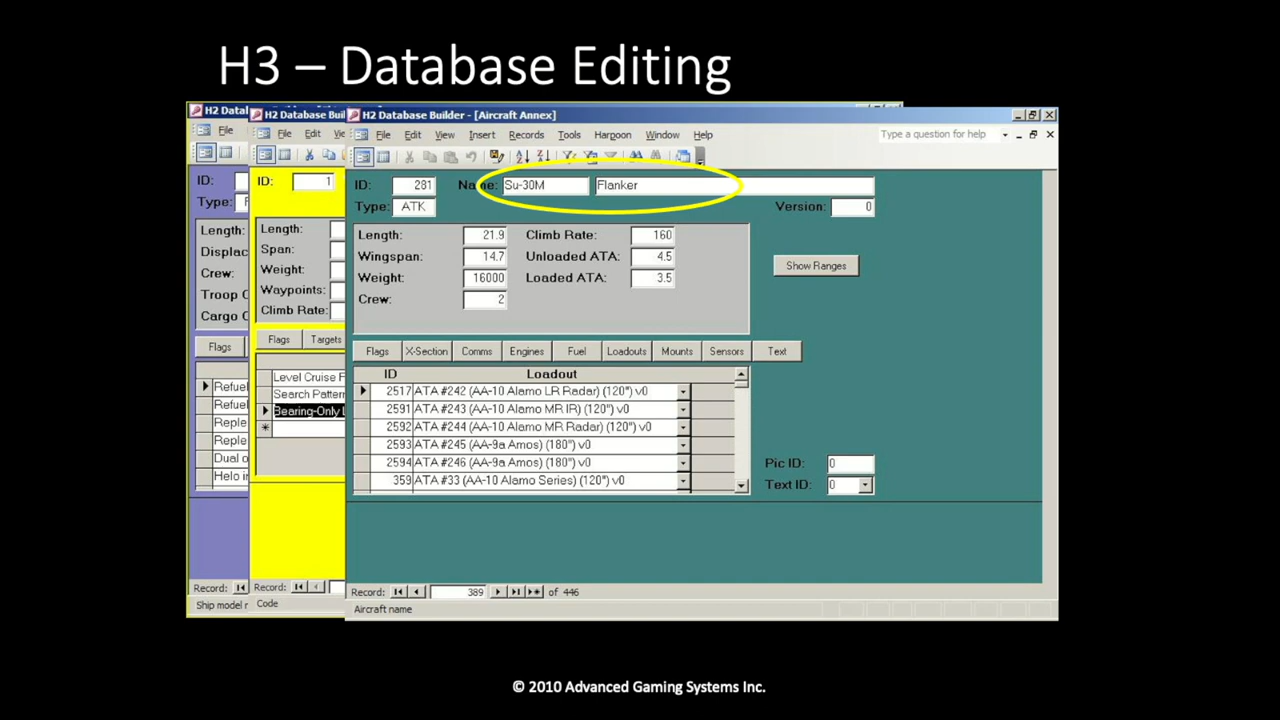 H3 – Database Editing
H2 Datal
File
ID:
Type:
Length:
Displac
Crew:
Troop C
Cargo C
Flags
Refuel
Refuel
Reple
Reple
Dual o
Helo in
Record:
Ship model r
H2 Database Buil
File Edit
ID: 1
Length:
Span:
Weight:
Waypoints:
Climb Rate:
Flags Targets
Level Cruise F
Search Pattern
Bearing-Only L
Record:
Code
H2 Database Builder - [Aircraft Annex]
File Edit View Insert Records Tools Harpoon Window Help Type a question for help
ID: 281 Name: Su-30M Flanker
Type: ATK Version: 0
Length: 21.9 Climb Rate: 160
Wingspan: 14.7 Unloaded ATA: 4.5
Weight: 16000 Loaded ATA: 3.5
Crew: 2
Show Ranges
Flags X-Section Comms Engines Fuel Loadouts Mounts Sensors Text
ID Loadout
2517 ATA #242 (AA-10 Alamo LR Radar) (120") v0
2591 ATA #243 (AA-10 Alamo MR IR) (120") v0
2592 ATA #244 (AA-10 Alamo MR Radar) (120") v0
2593 ATA #245 (AA-9a Amos) (180") v0
2594 ATA #246 (AA-9a Amos) (180") v0
359 ATA #33 (AA-10 Alamo Series) (120") v0
Pic ID: 0
Text ID: 0
Record: 389 of 446
Aircraft name
© 2010 Advanced Gaming Systems Inc.